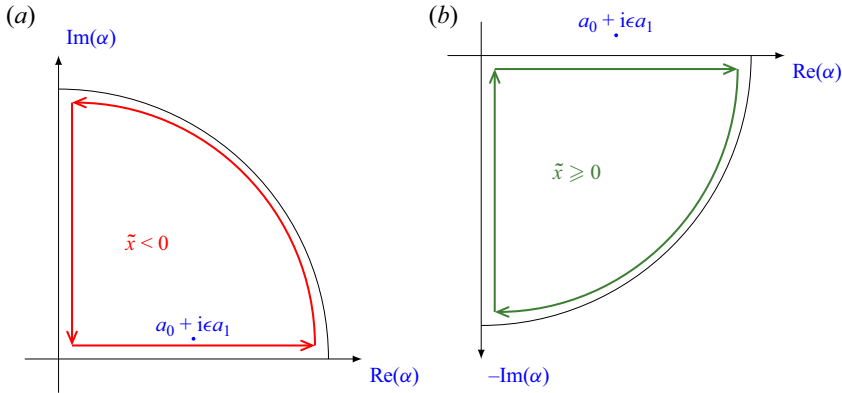 (a)
Im(α)
x̃ < 0
a₀ + iϵa₁
Re(α)
(b)
a₀ + iϵa₁
Re(α)
x̃ ⩾ 0
–Im(α)